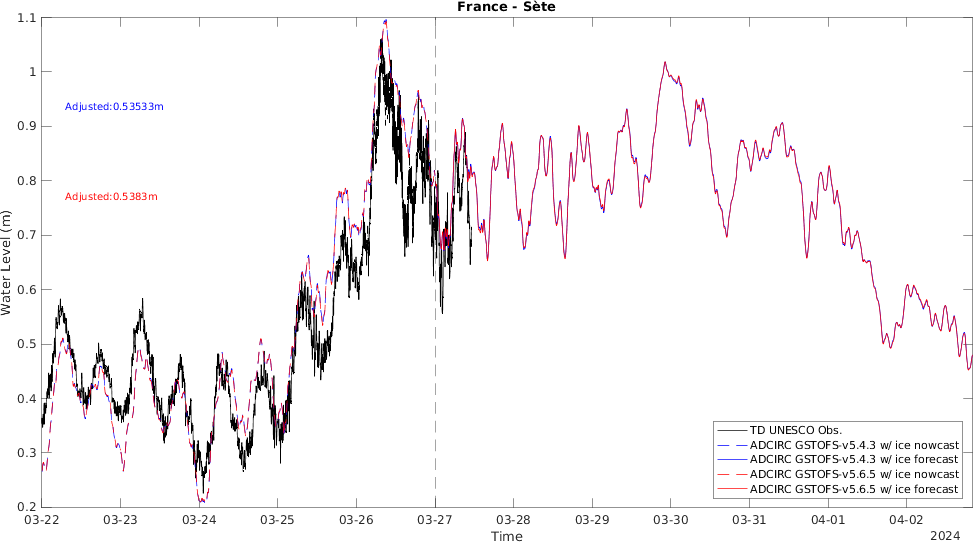 France - Sète
1.1
1
0.9
0.8
0.7
0.6
0.5
0.4
0.3
0.2
Water Level (m)
Adjusted:0.53533m
Adjusted:0.5383m
TD UNESCO Obs.
ADCIRC GSTOFS-v5.4.3 w/ ice nowcast
ADCIRC GSTOFS-v5.4.3 w/ ice forecast
ADCIRC GSTOFS-v5.6.5 w/ ice nowcast
ADCIRC GSTOFS-v5.6.5 w/ ice forecast
03-22 03-23 03-24 03-25 03-26 03-27 03-28 03-29 03-30 03-31 04-01 04-02
Time
2024